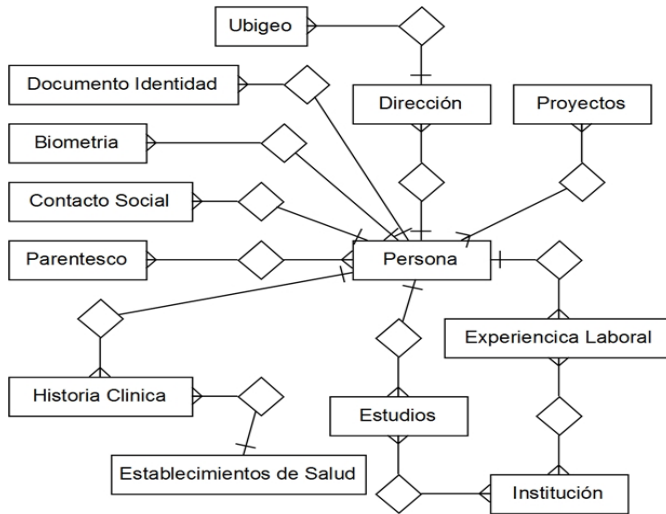 Ubigeo
Documento Identidad
Dirección
Proyectos
Biometria
Contacto Social
Parentesco
Persona
Experiencica Laboral
Historia Clinica
Estudios
Establecimientos de Salud
Institución